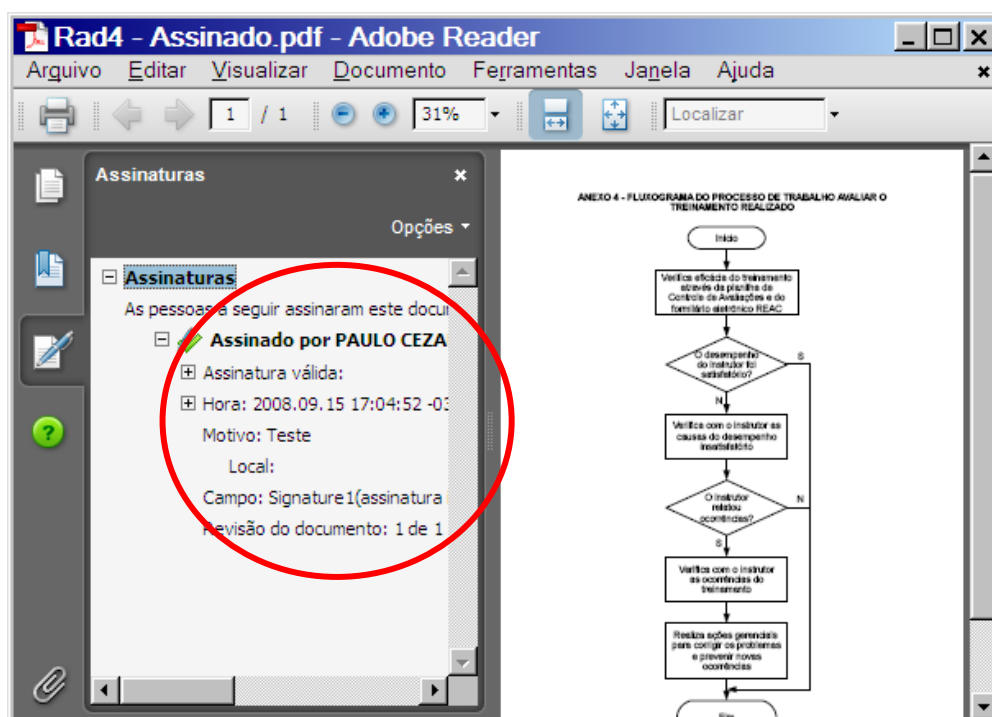 Rad4 - Assinado.pdf - Adobe Reader
Arquivo Editar Visualizar Documento Ferramentas Janela Ajuda
1 / 1 31% Localizar
Assinaturas
Opções
Assinaturas
As pessoas a seguir assinaram este docu
Assinado por PAULO CEZA
Assinatura válida:
Hora: 2008.09.15 17:04:52 -03
Motivo: Teste
Local:
Campo: Signature1(assinatura
Revisão do documento: 1 de 1
ANEXO 4 - FLUXOGRAMA DO PROCESSO DE TRABALHO AVALIAR O
TREINAMENTO REALIZADO
Início
Verifica eficácia do treinamento
através da planilha de
Controle de Avaliações e do
formulário eletrônico REAC
O desempenho
do instrutor foi
satisfatório?
S
N
Verifica com o instrutor as
causas do desempenho
insatisfatório
O instrutor
relatou
ocorrências?
N
S
Verifica com o instrutor
as ocorrências do
treinamento
Realiza ações gerenciais
para corrigir os problemas
e prevenir novas
ocorrências
Fim